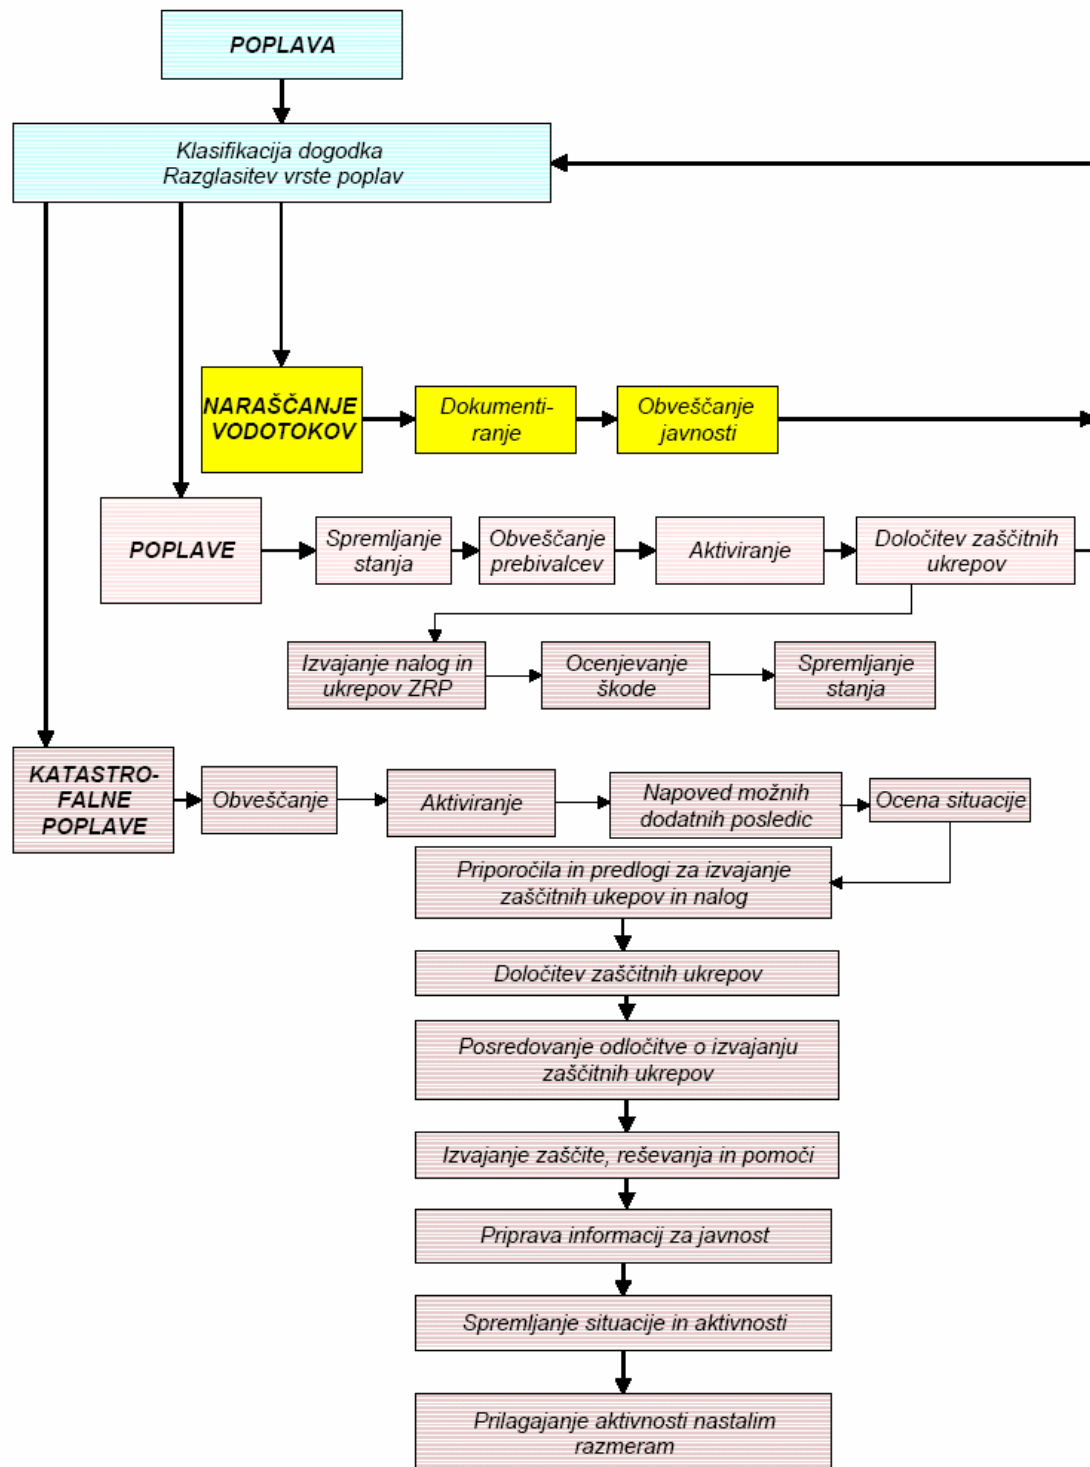 POPLAVA
Klasifikacija dogodka
Razglasitev vrste poplav
NARAŠČANJE
VODOTOKOV
Dokumenti-
ranje
Obveščanje
javnosti
POPLAVE
Spremljanje
stanja
Obveščanje
prebivalcev
Aktiviranje
Določitev zaščitnih
ukrepov
Izvajanje nalog in
ukrepov ZRP
Ocenjevanje
škode
Spremljanje
stanja
KATASTRO-
FALNE
POPLAVE
Obveščanje
Aktiviranje
Napoved možnih
dodatnih posledic
Ocena situacije
Priporočila in predlogi za izvajanje
zaščitnih ukepov in nalog
Določitev zaščitnih ukrepov
Posredovanje odločitve o izvajanju
zaščitnih ukrepov
Izvajanje zaščite, reševanja in pomoči
Priprava informacij za javnost
Spremljanje situacije in aktivnosti
Prilagajanje aktivnosti nastalim
razmeram